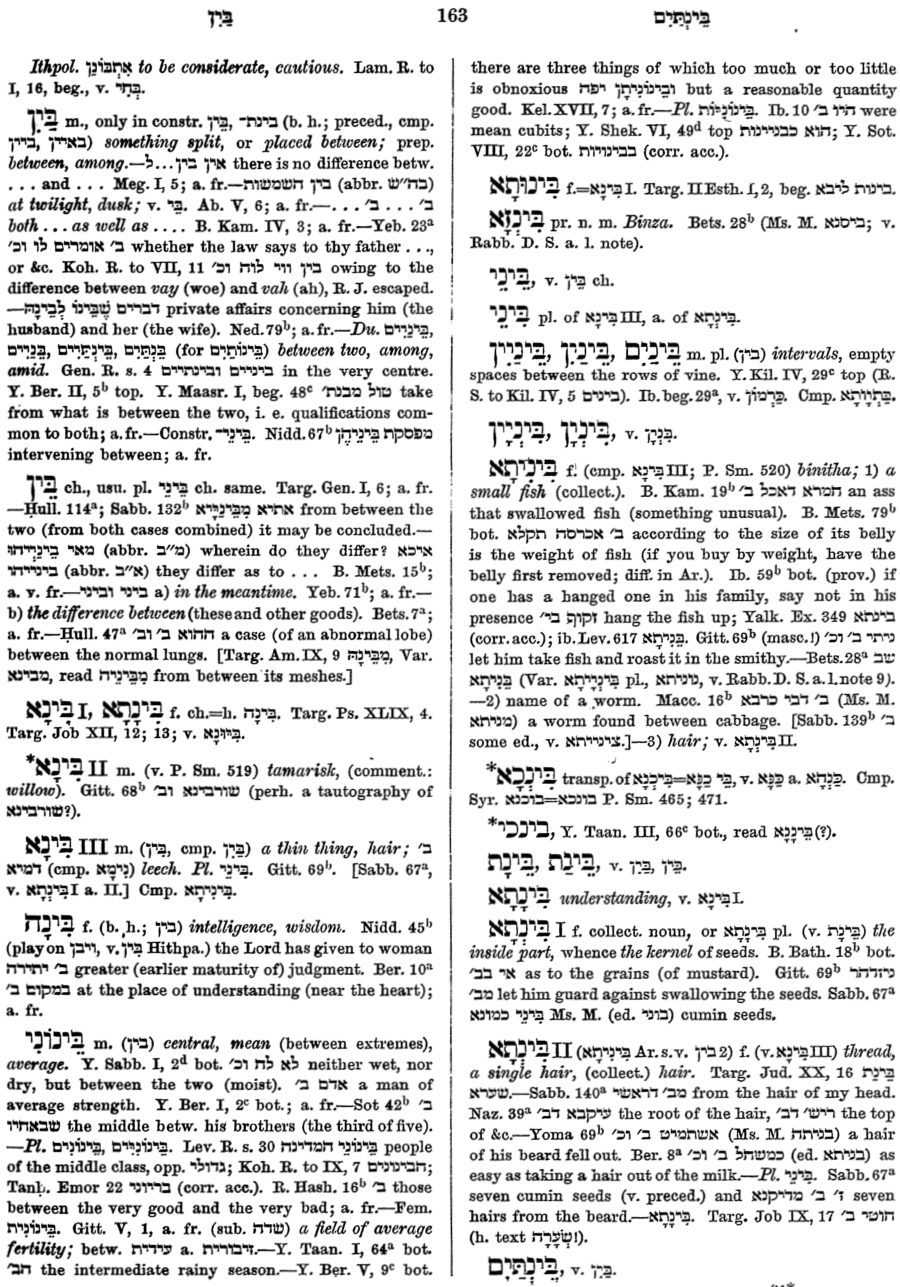 בַּיִן
163
בֵּינְתַּיִם
Ithpol. אִתְבּוֹנֵן to be considerate, cautious. Lam. R. to
I, 16, beg., v. בְּחַי.
בֵּין m., only in constr. בֵּין, בינת־ (b. h.; preced., cmp.
באיין, ביין) something split, or placed between; prep.
between, among.—אין בין...ל there is no difference betw.
. . . and . . . Meg. I, 5; a. fr.—בין השמשות (abbr. בה״ש)
at twilight, dusk; v. בֵּי. Ab. V, 6; a. fr.—. . . ב׳ . . . ב׳
both . . . as well as . . . . B. Kam. IV, 3; a. fr.—Yeb. 23ᵃ
ב׳ אומרים לו וכ׳ whether the law says to thy father . . .,
or &c. Koh. R. to VII, 11 בין ווי לוה וכ׳ owing to the
difference between vay (woe) and vah (ah), R. J. escaped.
—דברים שֶׁבֵּינוֹ לְבֵינָהּ private affairs concerning him (the
husband) and her (the wife). Ned. 79ᵇ; a. fr.—Du. בֵּינַיִים,
בֵּנְתַּיִם, בֵּינְתַּיִים, בֵּנַיִים (for בֵּינוֹתַיִם) between two, among,
amid. Gen. R. s. 4 ביניים ובינתיים in the very centre.
Y. Ber. II, 5ᵇ top. Y. Maasr. I, beg. 48ᶜ טול מבנת׳ take
from what is between the two, i. e. qualifications com-
mon to both; a. fr.—Constr. בֵּינֵי־. Nidd. 67ᵇ מפסקת בֵּינֵיהֶן
intervening between; a. fr.
בֵּין ch., usu. pl. בֵּינֵי ch. same. Targ. Gen. I, 6; a. fr.
—Ḥull. 114ᵃ; Sabb. 132ᵇ אתיא מִבֵּינַיָּיא from between the
two (from both cases combined) it may be concluded.—
מאי בֵּינַיְיהוּ (abbr. מ״ב) wherein do they differ? איכא
בינייהו (abbr. א״ב) they differ as to . . . B. Mets. 15ᵇ;
a. v. fr.—ביני וביני a) in the meantime. Yeb. 71ᵇ; a. fr.—
b) the difference between (these and other goods). Bets. 7ᵃ;
a. fr.—Ḥull. 47ᵃ ההוא ב׳ וב׳ a case (of an abnormal lobe)
between the normal lungs. [Targ. Am. IX, 9 מִבֵּינָהּ, Var.
מבינא, read מִבֵּינֵיהּ from between its meshes.]
בִּינָא I, בִּינְתָא f. ch.=h. בִּינָה. Targ. Ps. XLIX, 4.
Targ. Job XII, 12; 13; v. בִּיּוּנָא.
*בִּינָא II m. (v. P. Sm. 519) tamarisk, (comment.:
willow). Gitt. 68ᵇ שורבינא וב׳ (perh. a tautography of
שורבינא?).
בִּינָא III m. (בֵּין, cmp. בַּיִן) a thin thing, hair; ב׳
דמיא (cmp. נִימָא) leech. Pl. בִּינֵי. Gitt. 69ᵇ. [Sabb. 67ᵃ,
v. בִּינְתָא I a. II.] Cmp. בִּינִיתָא.
בִּינָה f. (b. h.; בין) intelligence, wisdom. Nidd. 45ᵇ
(play on ויבן, v. בִּין Hithpa.) the Lord has given to woman
ב׳ יתירה greater (earlier maturity of) judgment. Ber. 10ᵃ
במקום ב׳ at the place of understanding (near the heart);
a. fr.
בֵּינוֹנִי m. (בין) central, mean (between extremes),
average. Y. Sabb. I, 2ᵈ bot. לא לח וכ׳ neither wet, nor
dry, but between the two (moist). אדם ב׳ a man of
average strength. Y. Ber. I, 2ᶜ bot.; a. fr.—Sot 42ᵇ ב׳
שבאחיו the middle betw. his brothers (the third of five).
—Pl. בֵּינוֹנִיִּים, בֵּינוֹנִים. Lev. R. s. 30 בֵּינוֹנֵי המדינה people
of the middle class, opp. גדולי; Koh. R. to IX, 7 הבינונים;
Tanḥ. Emor 22 בריוני (corr. acc.). R. Hash. 16ᵇ ב׳ those
between the very good and the very bad; a. fr.—Fem.
בֵּינוֹנִית. Gitt. V, 1, a. fr. (sub. שדה) a field of average
fertility; betw. עידית a. זיבורית.—Y. Taan. I, 64ᵃ bot.
הב׳ the intermediate rainy season.—Y. Ber. V, 9ᶜ bot.
there are three things of which too much or too little
is obnoxious ובינוֹנִיתָן יפה but a reasonable quantity
good. Kel. XVII, 7; a. fr.—Pl. בֵּינוֹנִיּוֹת. Ib. 10 היו ב׳ were
mean cubits; Y. Shek. VI, 49ᵈ top הוא כבניינות; Y. Sot.
VIII, 22ᶜ bot. בבינויות (corr. acc.).
בִּינוּתָא f.=בִּינָא I. Targ. II Esth. I, 2, beg. בינות ליבא.
בִּינְזָא pr. n. m. Binza. Bets. 28ᵇ (Ms. M. ביסנא; v.
Rabb. D. S. a. l. note).
בֵּינֵי, v. בֵּין ch.
בִּינֵי pl. of בִּינָא III, a. of בִּינְתָא.
בֵּינַיִם, בֵּינַיִן, בֵּינַיִין m. pl. (בין) intervals, empty
spaces between the rows of vine. Y. Kil. IV, 29ᶜ top (R.
S. to Kil. IV, 5 בינים). Ib. beg. 29ᵃ, v. כַּרְמוֹן. Cmp. בַּתְוָותָא.
בִּינְיָן, בִּינְיָין, v. בִּנְיָן.
בִּינִיתָא f. (cmp. בִּינָא III; P. Sm. 520) binitha; 1) a
small fish (collect.). B. Kam. 19ᵇ חמרא דאכל ב׳ an ass
that swallowed fish (something unusual). B. Mets. 79ᵇ
bot. ב׳ אכרסה תקלא according to the size of its belly
is the weight of fish (if you buy by weight, have the
belly first removed; diff. in Ar.). Ib. 59ᵇ bot. (prov.) if
one has a hanged one in his family, say not in his
presence זקוף בי׳ hang the fish up; Yalk. Ex. 349 בינתא
(corr. acc.); ib. Lev. 617 בֵּנִיתָא. Gitt. 69ᵇ (masc.!) ניתי ב׳ וכ׳
let him take fish and roast it in the smithy.—Bets. 28ᵃ שב
בִּנִיתָא (Var. בִּינְיָיתָא pl., נוניתא, v. Rabb. D. S. a. l. note 9).
—2) name of a worm. Macc. 16ᵇ ב׳ דבי כרבא (Ms. M.
מניתא) a worm found between cabbage. [Sabb. 139ᵇ ב׳
some ed., v. צינייתא.]—3) hair; v. בִּינְתָא II.
*בִּינְכָא transp. of בִּיכְנָא=בֵּי כַנָּא, v. כַּנָּא a. כַּנְהָא. Cmp.
Syr. בונכא=בוכנא P. Sm. 465; 471.
*בינכי, Y. Taan. III, 66ᶜ bot., read בֵּינָנָא(?).
בֵּינַת, בֵּינָת, v. בַּיִן, בֵּין.
בִּינְתָא understanding, v. בִּינָא I.
בִּינְתָא I f. collect. noun, or בִּינָתָא pl. (v. בֵּינָת) the
inside part, whence the kernel of seeds. B. Bath. 18ᵇ bot.
אי בב׳ as to the grains (of mustard). Gitt. 69ᵇ נזדהר
מב׳ let him guard against swallowing the seeds. Sabb. 67ᵃ
בִּינֵי כמונא Ms. M. (ed. בוני) cumin seeds.
בִּינְתָא II (בִּינִיתָא Ar. s. v. בין 2) f. (v. בִּינָא III) thread,
a single hair, (collect.) hair. Targ. Jud. XX, 16 בִּינַת
שערא.—Sabb. 140ᵃ מב׳ דראשי from the hair of my head.
Naz. 39ᵃ עיקבא דב׳ the root of the hair, ריש׳ דב׳ the top
of &c.—Yoma 69ᵇ אשתמיט ב׳ וכ׳ (Ms. M. בניתה) a hair
of his beard fell out. Ber. 8ᵃ כמשחל ב׳ וכ׳ (ed. בניתא) as
easy as taking a hair out of the milk.—Pl. בִּינֵי. Sabb. 67ᵃ
seven cumin seeds (v. preced.) and ז׳ ב׳ מדיקנא seven
hairs from the beard.—בִּינָתָא. Targ. Job IX, 17 חוטי ב׳
(h. text שְׂעָרָה!).
בֵּינְתַּיִם, v. בַּיִן.